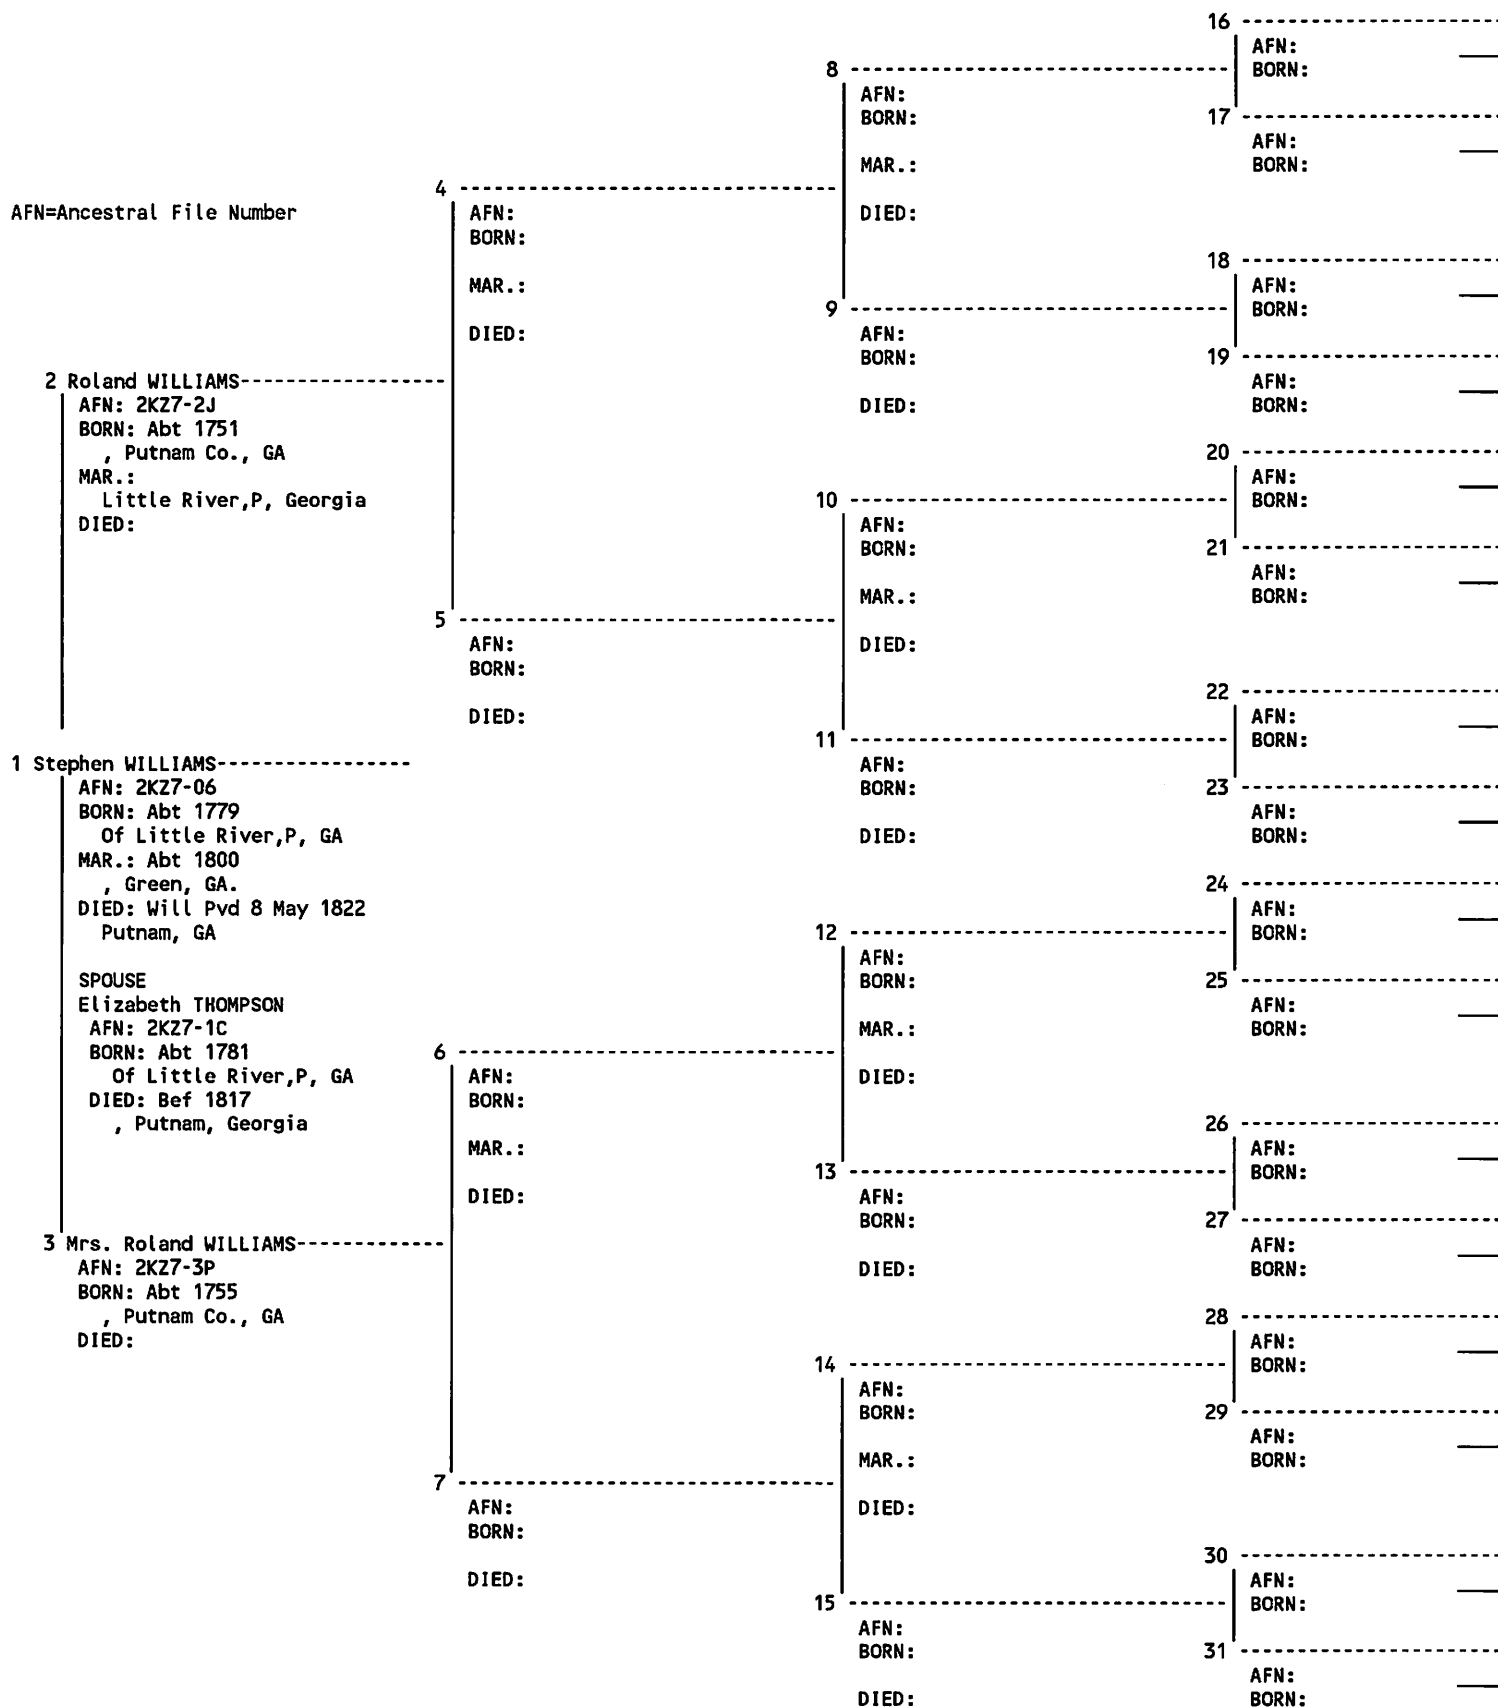 AFN=Ancestral File Number
1 Stephen WILLIAMS----------------
AFN: 2KZ7-06
BORN: Abt 1779
Of Little River,P, GA
MAR.: Abt 1800
, Green, GA.
DIED: Will Pvd 8 May 1822
Putnam, GA
SPOUSE
Elizabeth THOMPSON
AFN: 2KZ7-1C
BORN: Abt 1781
Of Little River,P, GA
DIED: Bef 1817
, Putnam, Georgia
2 Roland WILLIAMS-----------------
AFN: 2KZ7-2J
BORN: Abt 1751
, Putnam Co., GA
MAR.:
Little River,P, Georgia
DIED:
3 Mrs. Roland WILLIAMS------------
AFN: 2KZ7-3P
BORN: Abt 1755
, Putnam Co., GA
DIED:
4
AFN:
BORN:
MAR.:
DIED:
5
AFN:
BORN:
DIED:
6
AFN:
BORN:
MAR.:
DIED:
7
AFN:
BORN:
DIED:
8
AFN:
BORN:
MAR.:
DIED:
9
AFN:
BORN:
DIED:
10
AFN:
BORN:
MAR.:
DIED:
11
AFN:
BORN:
DIED:
12
AFN:
BORN:
MAR.:
DIED:
13
AFN:
BORN:
DIED:
14
AFN:
BORN:
MAR.:
DIED:
15
AFN:
BORN:
DIED:
16
AFN:
BORN:
17
AFN:
BORN:
18
AFN:
BORN:
19
AFN:
BORN:
20
AFN:
BORN:
21
AFN:
BORN:
22
AFN:
BORN:
23
AFN:
BORN:
24
AFN:
BORN:
25
AFN:
BORN:
26
AFN:
BORN:
27
AFN:
BORN:
28
AFN:
BORN:
29
AFN:
BORN:
30
AFN:
BORN:
31
AFN:
BORN: